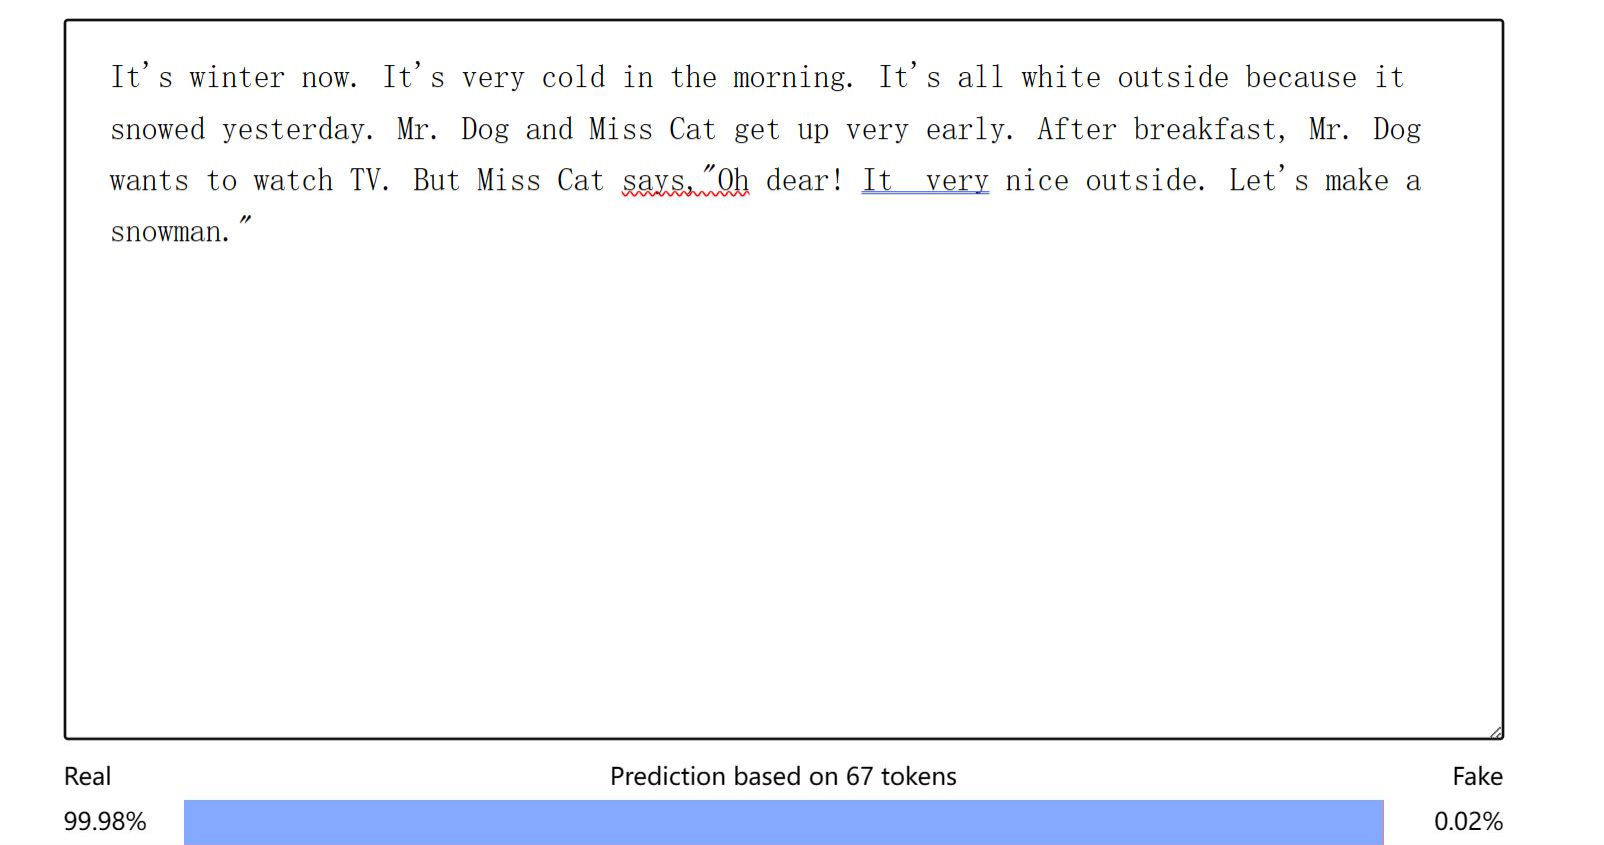 It's winter now. It's very cold in the morning. It's all white outside because it
snowed yesterday. Mr. Dog and Miss Cat get up very early. After breakfast, Mr. Dog
wants to watch TV. But Miss Cat says,"Oh dear! It  very nice outside. Let's make a
snowman."
Real Prediction based on 67 tokens Fake
99.98% 0.02%